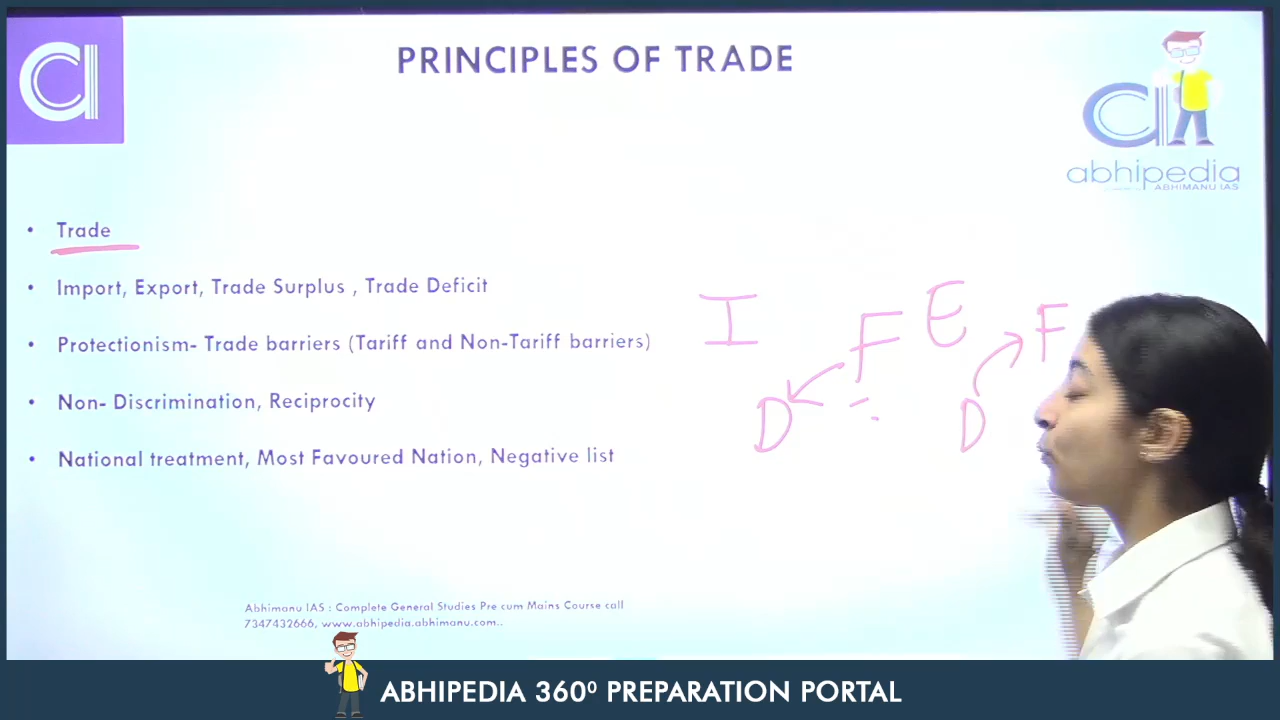 PRINCIPLES OF TRADE
abhipedia
ABHIMANU IAS
• Trade
• Import, Export, Trade Surplus , Trade Deficit
• Protectionism- Trade barriers (Tariff and Non-Tariff barriers)
• Non- Discrimination, Reciprocity
• National treatment, Most Favoured Nation, Negative list
I
F
D
E
F
D
Abhimanu IAS : Complete General Studies Pre cum Mains Course call
7347432666, www.abhipedia.abhimanu.com..
ABHIPEDIA 360⁰ PREPARATION PORTAL